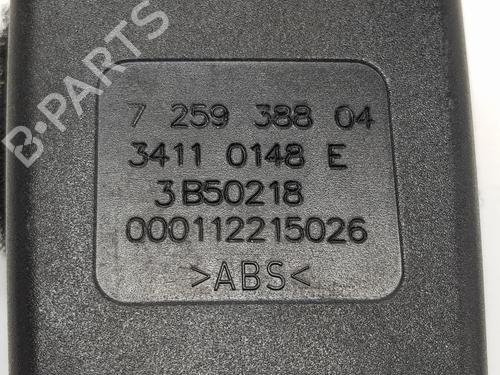 B-PARTS
7 259 388 04
3411 0148 E
3B50218
000112215026
>ABS<